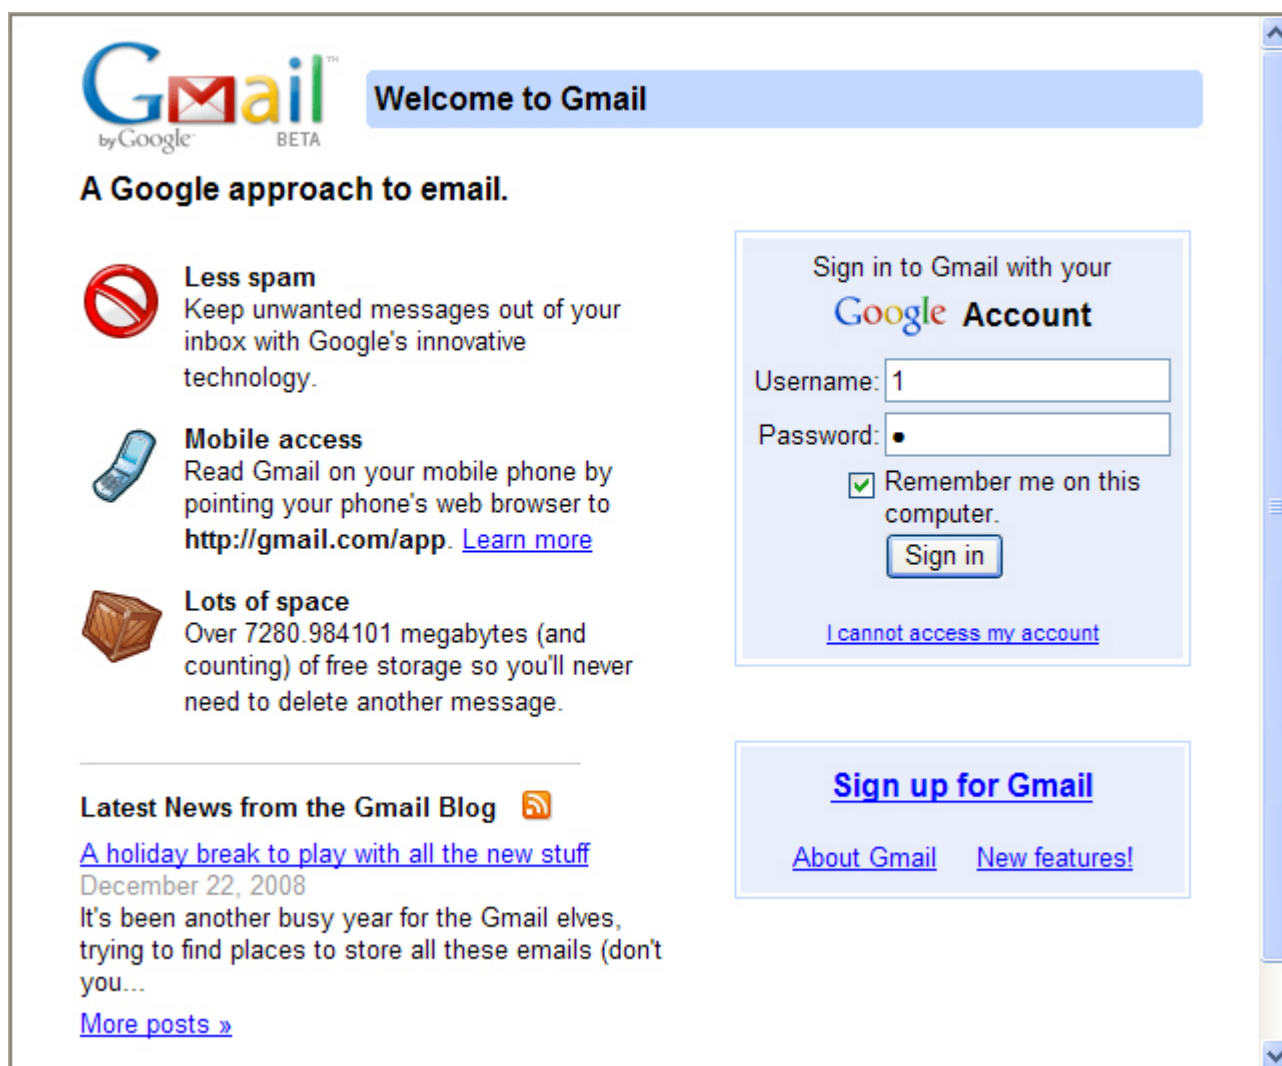 Gmail™
by Google™ BETA
Welcome to Gmail
A Google approach to email.
Less spam
Keep unwanted messages out of your
inbox with Google's innovative
technology.
Mobile access
Read Gmail on your mobile phone by
pointing your phone's web browser to
http://gmail.com/app. Learn more
Lots of space
Over 7280.984101 megabytes (and
counting) of free storage so you'll never
need to delete another message.
Latest News from the Gmail Blog
A holiday break to play with all the new stuff
December 22, 2008
It's been another busy year for the Gmail elves,
trying to find places to store all these emails (don't
you...
More posts »
Sign in to Gmail with your
Google Account
Username: 1
Password: ●
Remember me on this
computer.
Sign in
I cannot access my account
Sign up for Gmail
About Gmail New features!